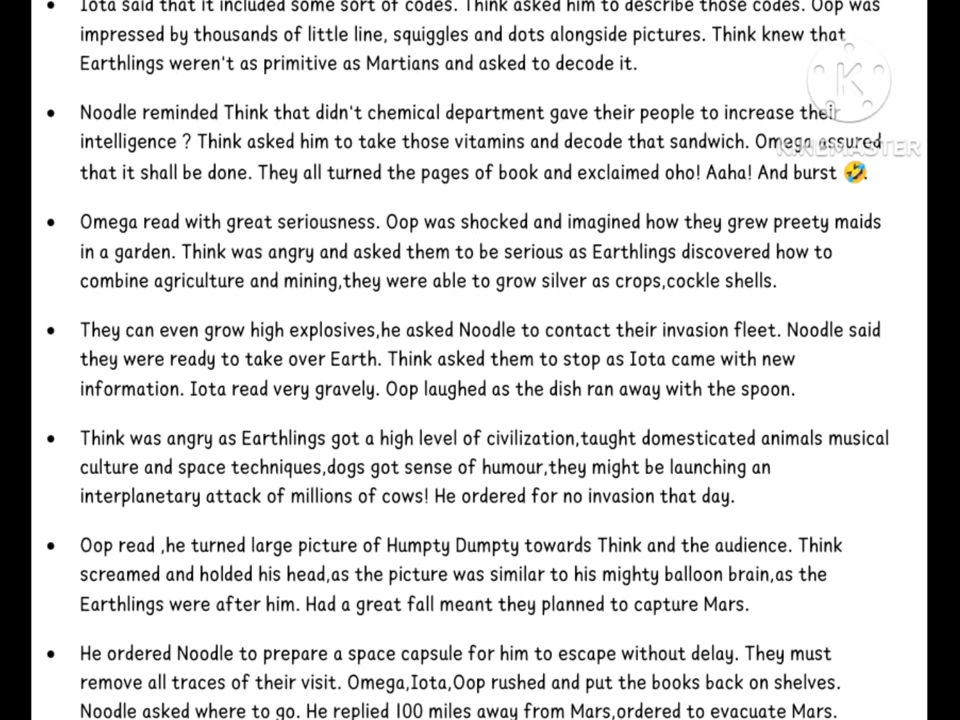 • Iota said that it included some sort of codes. Think asked him to describe those codes. Oop was
impressed by thousands of little line, squiggles and dots alongside pictures. Think knew that
Earthlings weren't as primitive as Martians and asked to decode it.
• Noodle reminded Think that didn't chemical department gave their people to increase their
intelligence ? Think asked him to take those vitamins and decode that sandwich. Omega assured
that it shall be done. They all turned the pages of book and exclaimed oho! Aaha! And burst 🤣.
• Omega read with great seriousness. Oop was shocked and imagined how they grew preety maids
in a garden. Think was angry and asked them to be serious as Earthlings discovered how to
combine agriculture and mining,they were able to grow silver as crops,cockle shells.
• They can even grow high explosives,he asked Noodle to contact their invasion fleet. Noodle said
they were ready to take over Earth. Think asked them to stop as Iota came with new
information. Iota read very gravely. Oop laughed as the dish ran away with the spoon.
• Think was angry as Earthlings got a high level of civilization,taught domesticated animals musical
culture and space techniques,dogs got sense of humour,they might be launching an
interplanetary attack of millions of cows! He ordered for no invasion that day.
• Oop read ,he turned large picture of Humpty Dumpty towards Think and the audience. Think
screamed and holded his head,as the picture was similar to his mighty balloon brain,as the
Earthlings were after him. Had a great fall meant they planned to capture Mars.
• He ordered Noodle to prepare a space capsule for him to escape without delay. They must
remove all traces of their visit. Omega,Iota,Oop rushed and put the books back on shelves.
Noodle asked where to go. He replied 100 miles away from Mars,ordered to evacuate Mars.
K
KINEMASTER